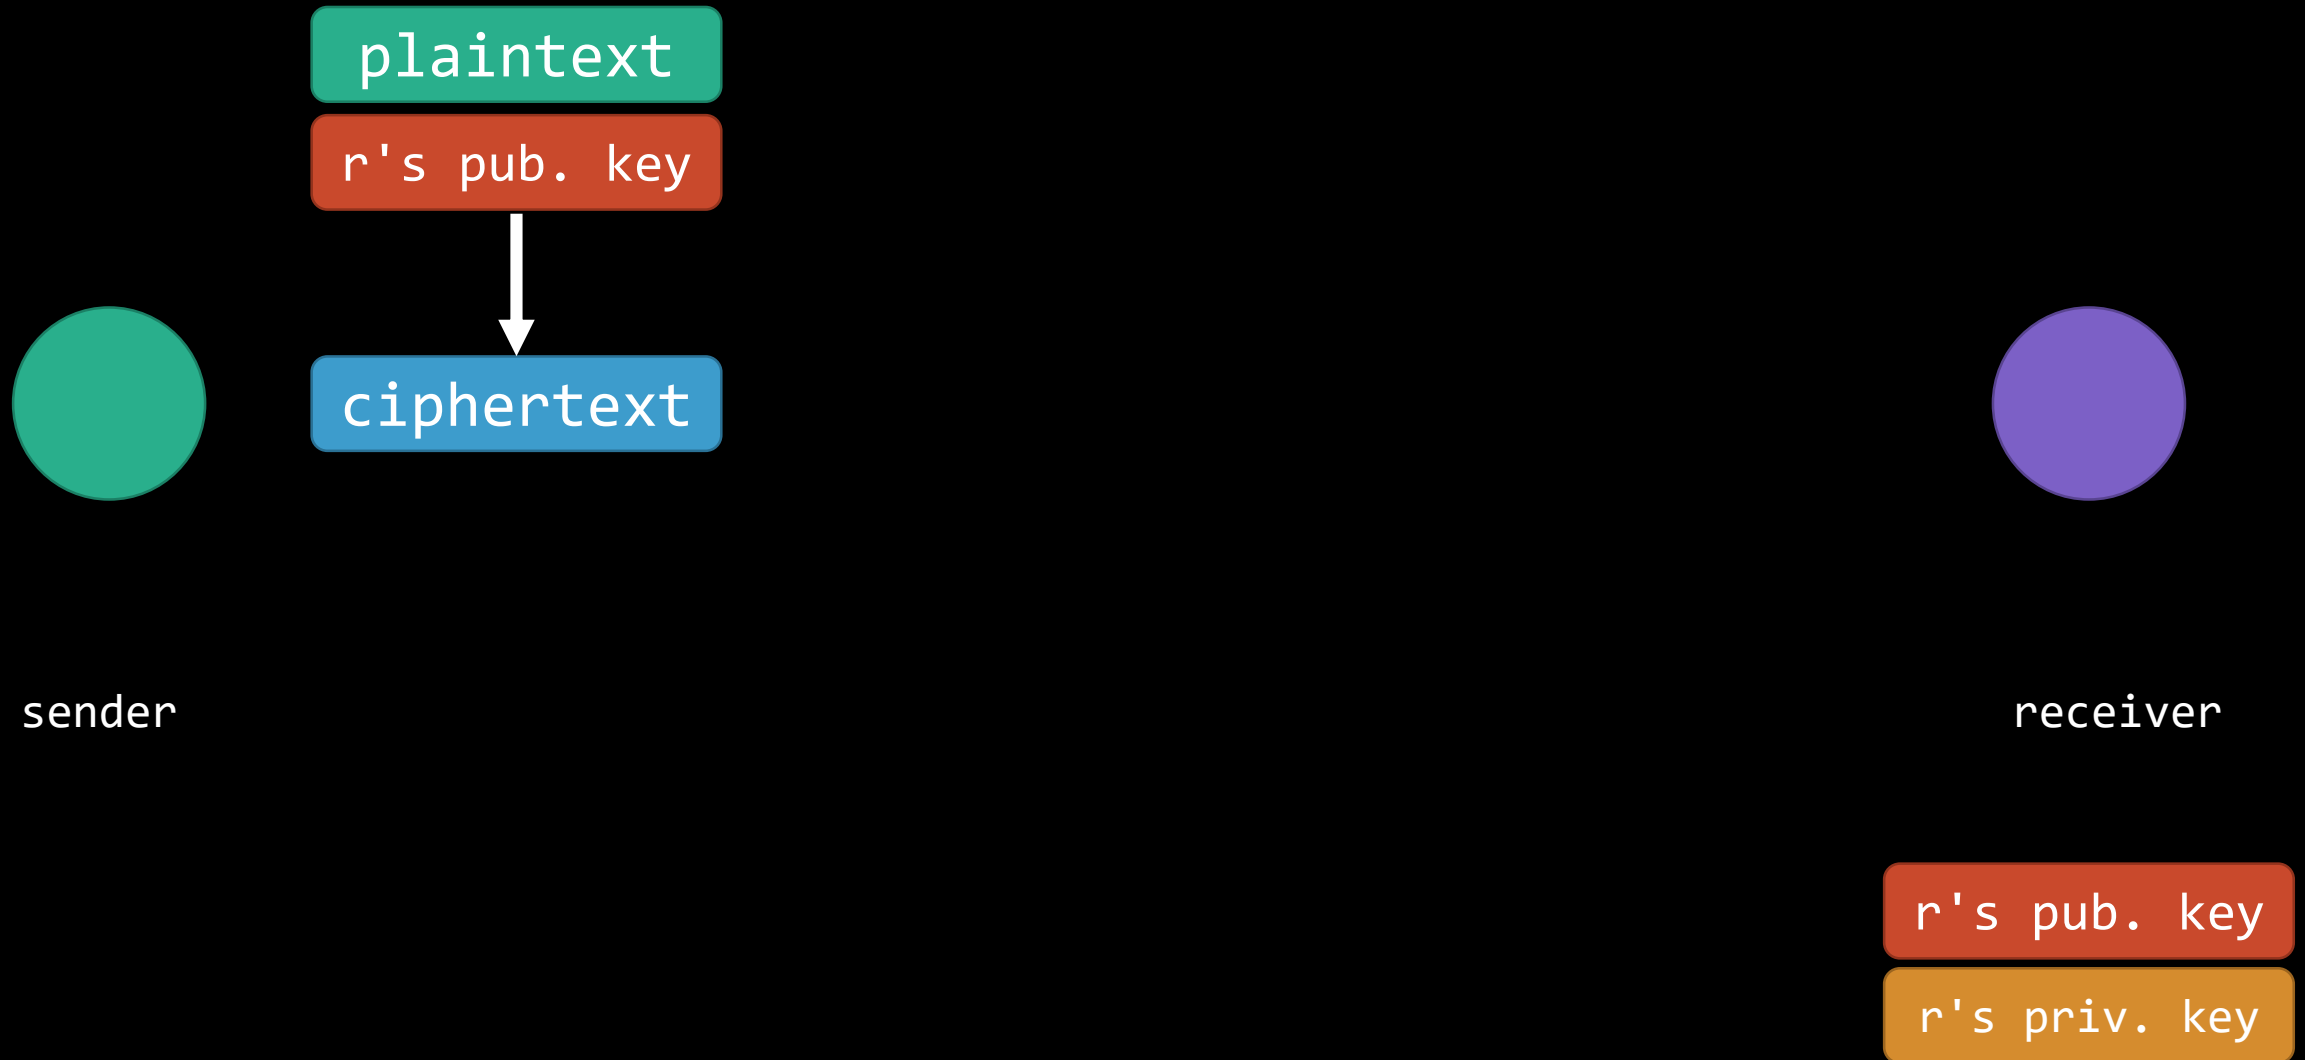 plaintext
r's pub. key
ciphertext
sender
receiver
r's pub. key
r's priv. key